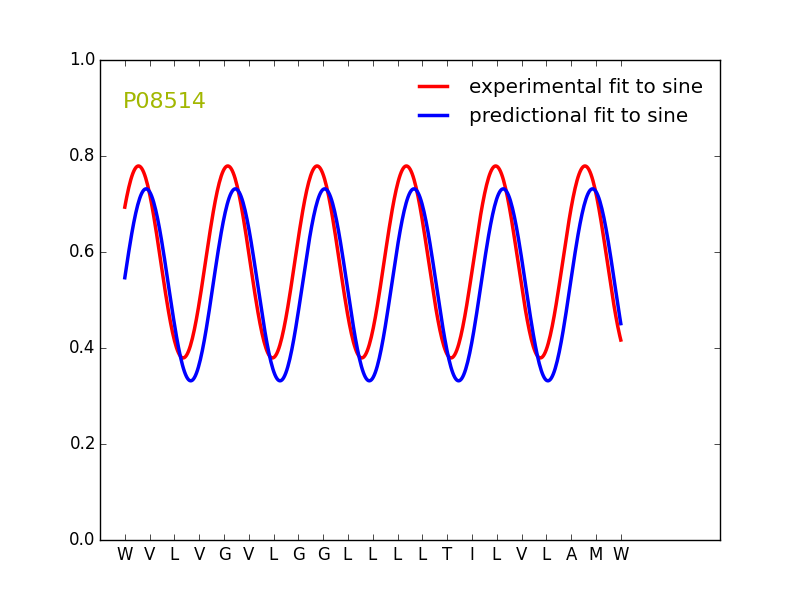 1.0
P08514
experimental fit to sine
predictional fit to sine
0.8
0.6
0.4
0.2
0.0
W V L V G V L G G L L L L T I L V L A M W